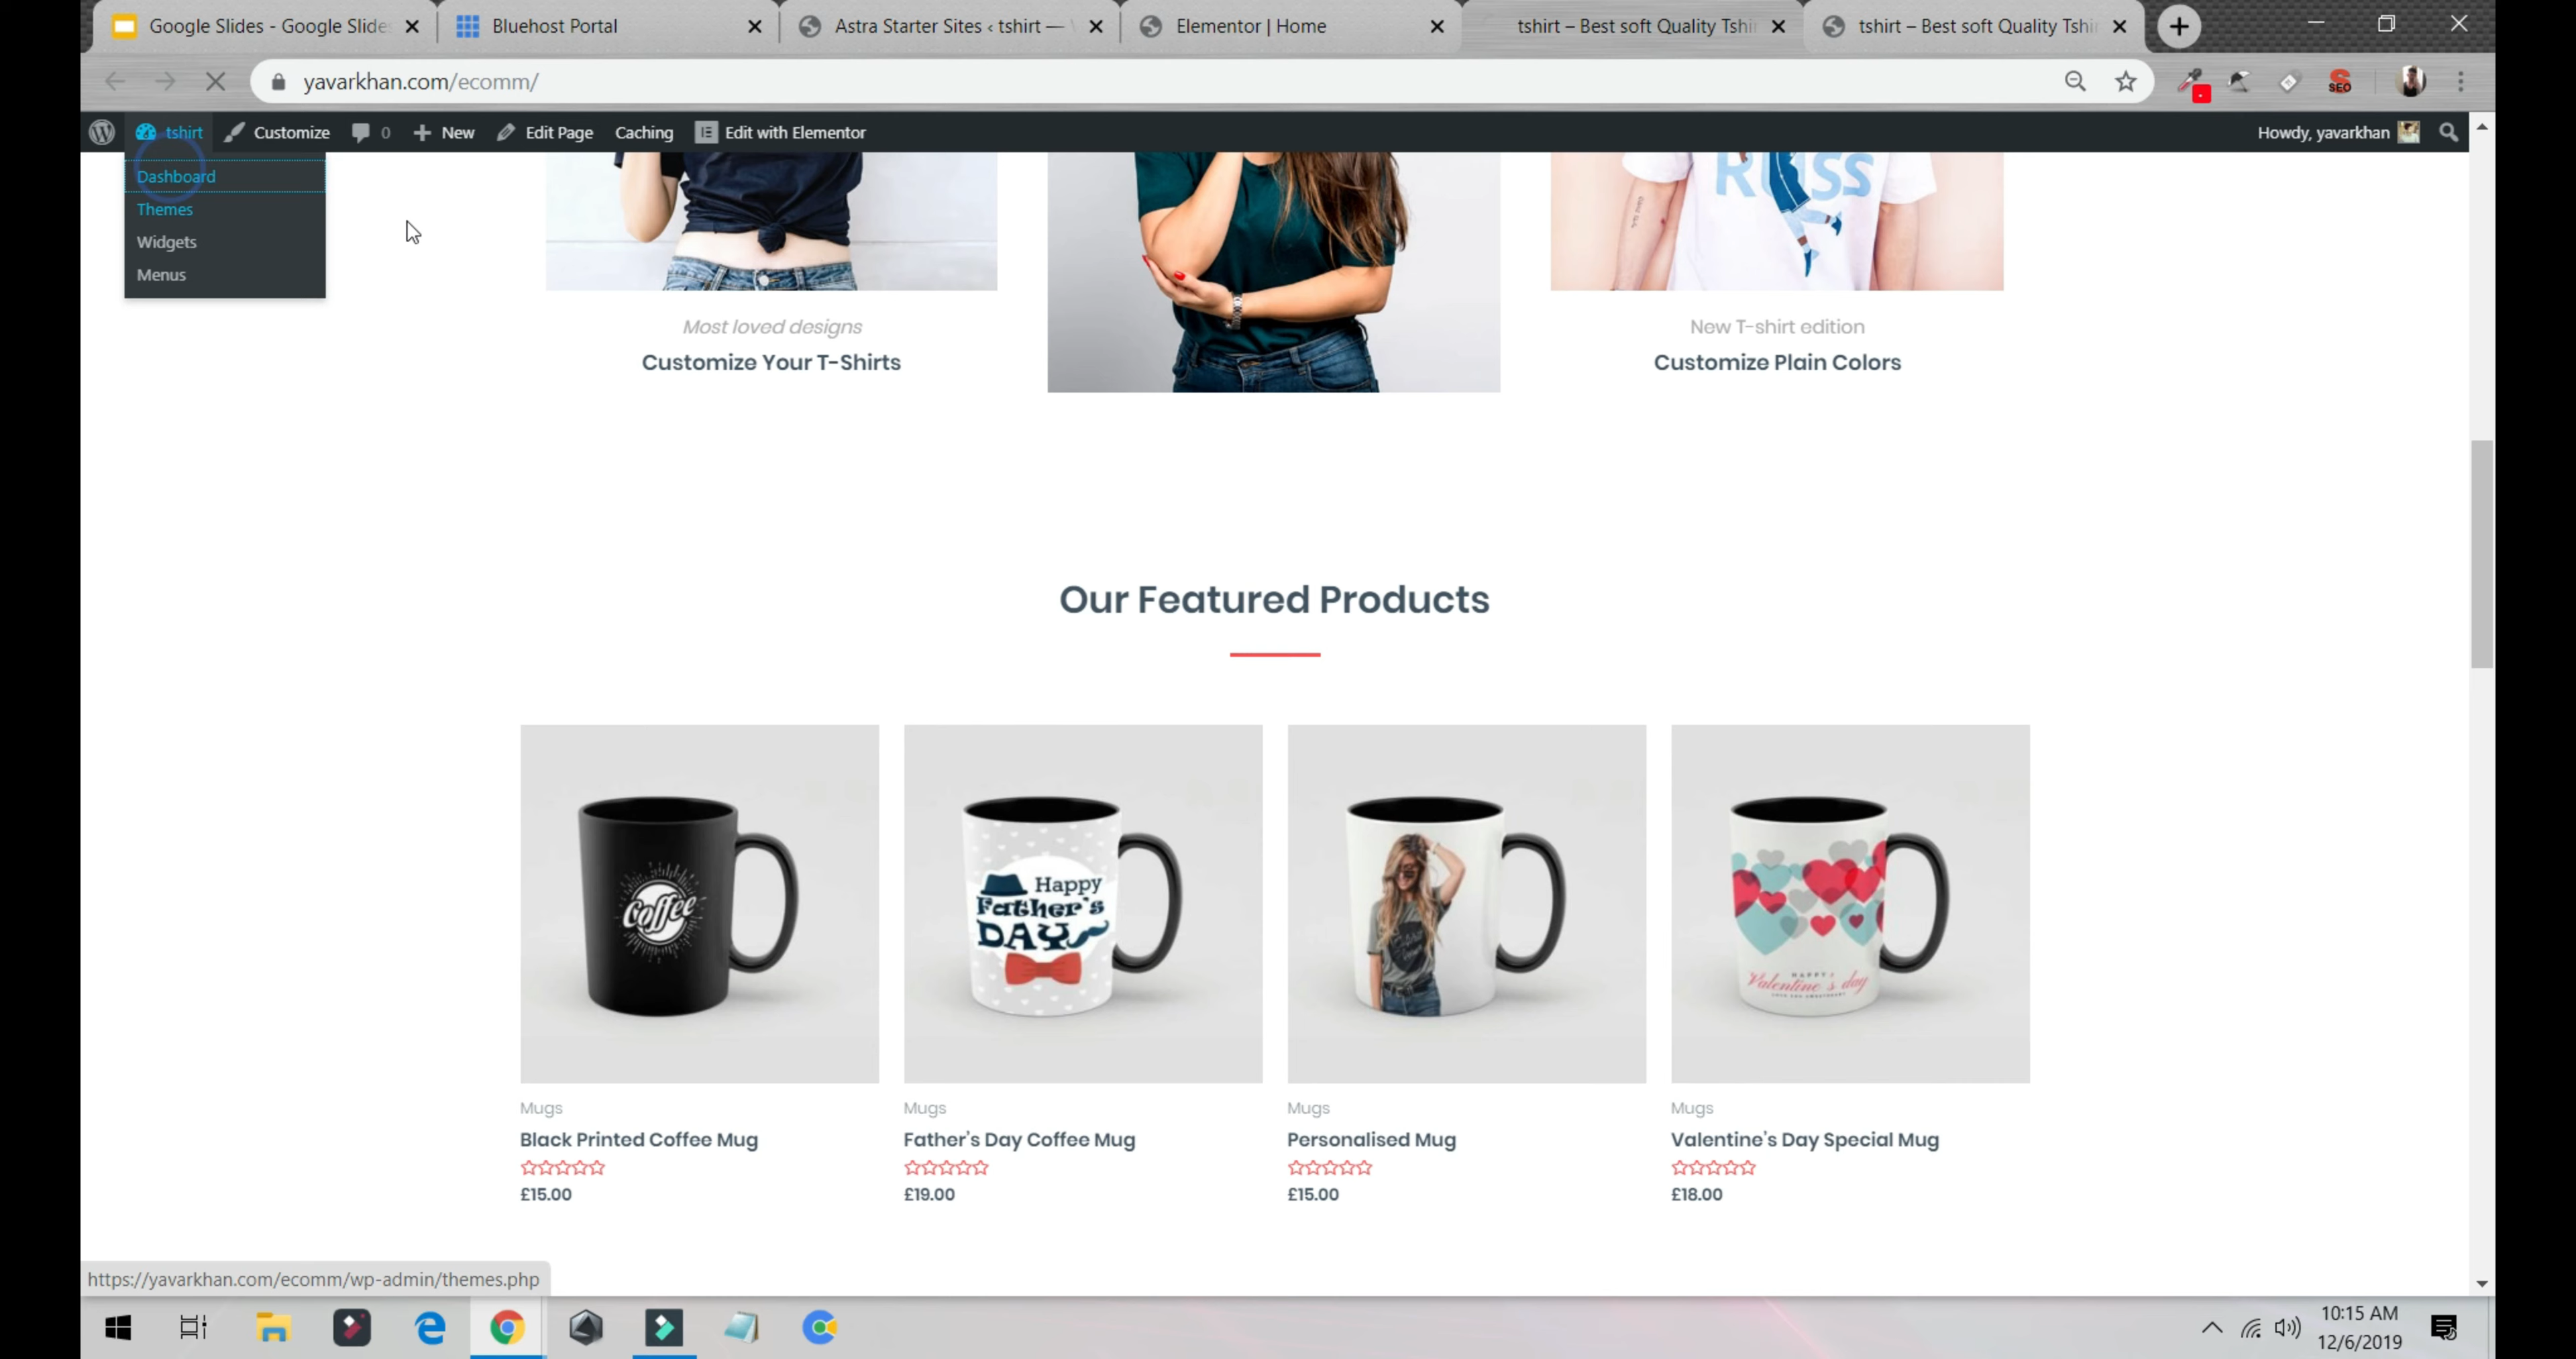 Google Slides - Google Slide
Bluehost Portal
Astra Starter Sites ‹ tshirt —
Elementor | Home
tshirt – Best soft Quality Tshir
tshirt – Best soft Quality Tshir
yavarkhan.com/ecomm/
SEO
tshirt
Customize
0
New
Edit Page
Caching
Edit with Elementor
Howdy, yavarkhan
Dashboard
Themes
Widgets
Menus
RUSS
Most loved designs
Customize Your T-Shirts
New T-shirt edition
Customize Plain Colors
Our Featured Products
Coffee
Happy
Father's
DAY
HAPPY
Valentine's day
Mugs
Mugs
Mugs
Mugs
Black Printed Coffee Mug
Father's Day Coffee Mug
Personalised Mug
Valentine's Day Special Mug
£15.00
£19.00
£15.00
£18.00
https://yavarkhan.com/ecomm/wp-admin/themes.php
10:15 AM
12/6/2019